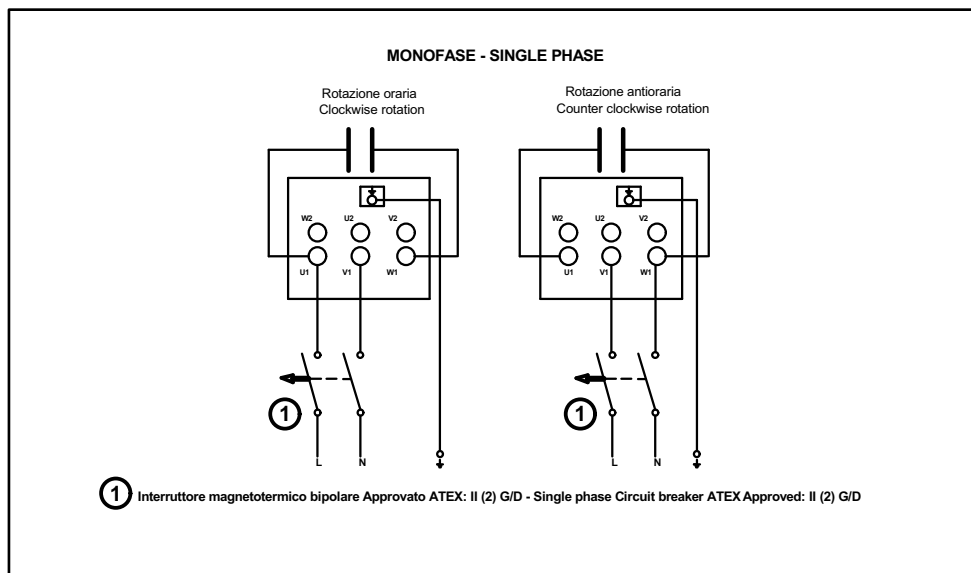 MONOFASE - SINGLE PHASE
Rotazione oraria
Clockwise rotation
W2 U2 V2
U1 V1 W1
1
L N
Rotazione antioraria
Counter clockwise rotation
W2 U2 V2
U1 V1 W1
1
L N
1 Interruttore magnetotermico bipolare Approvato ATEX: II (2) G/D - Single phase Circuit breaker ATEX Approved: II (2) G/D